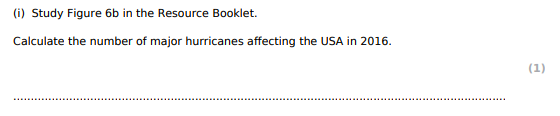 (i) Study Figure 6b in the Resource Booklet.
Calculate the number of major hurricanes affecting the USA in 2016.
(1)
....................................................................................................................................................